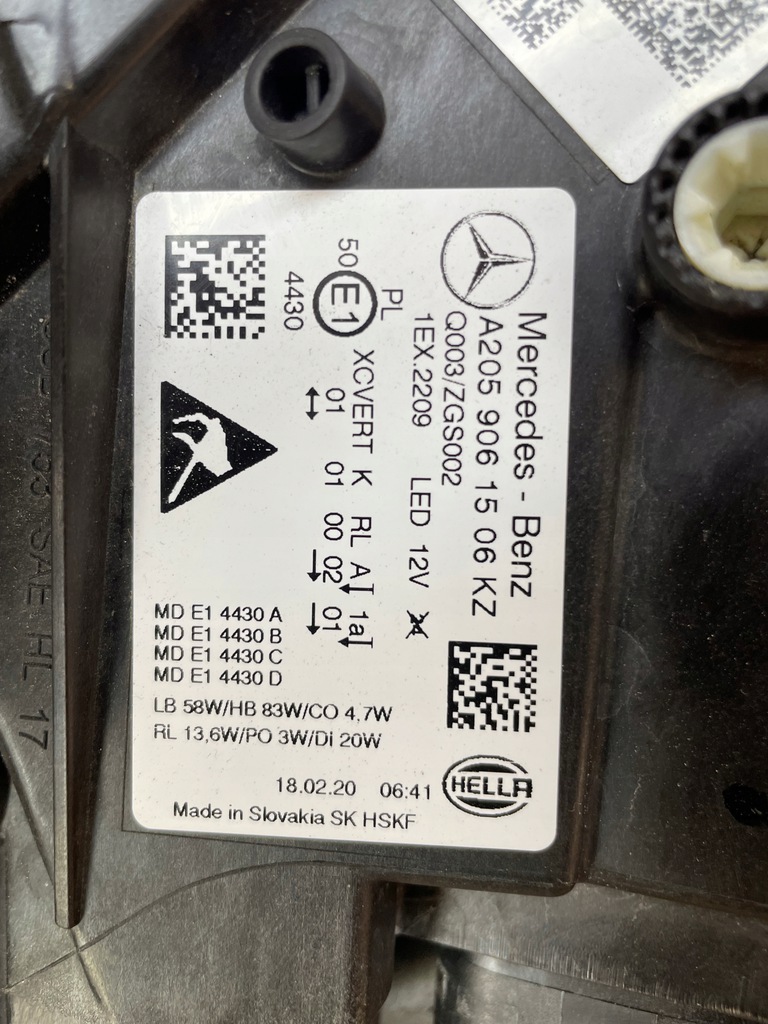 Mercedes - Benz
A205 906 15 06 KZ
Q003/ZGS002
1EX.2209 LED 12V
PL XCVERT K RL A 1a
50 E1 01 01 00 02 01
4430
MD E1 4430 A
MD E1 4430 B
MD E1 4430 C
MD E1 4430 D
LB 58W/HB 83W/CO 4,7W
RL 13,6W/PO 3W/Di 20W
18.02.20 06:41
HELLA
Made in Slovakia SK HSKF
SAE HL 17